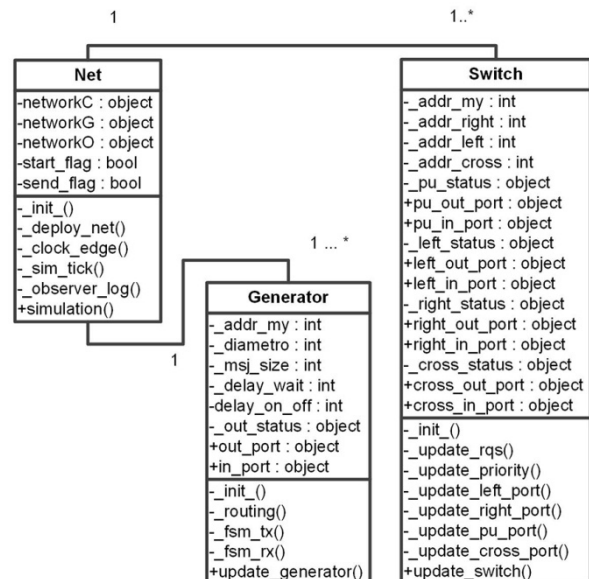 1
1..*
Net
-networkC : object
-networkG : object
-networkO : object
-start_flag : bool
-send_flag : bool
-_init_()
-_deploy_net()
-_clock_edge()
-_sim_tick()
-_observer_log()
+simulation()
1
1 ... *
Generator
-_addr_my : int
-_diametro : int
-_msj_size : int
-_delay_wait : int
-delay_on_off : int
-_out_status : object
+out_port : object
+in_port : object
-_init_()
-_routing()
-_fsm_tx()
-_fsm_rx()
+update_generator()
Switch
-_addr_my : int
-_addr_right : int
-_addr_left : int
-_addr_cross : int
-_pu_status : object
+pu_out_port : object
+pu_in_port : object
-_left_status : object
+left_out_port : object
+left_in_port : object
-_right_status : object
+right_out_port : object
+right_in_port : object
-_cross_status : object
+cross_out_port : object
+cross_in_port : object
-_init_()
-_update_rqs()
-_update_priority()
-_update_left_port()
-_update_right_port()
-_update_pu_port()
-_update_cross_port()
+update_switch()